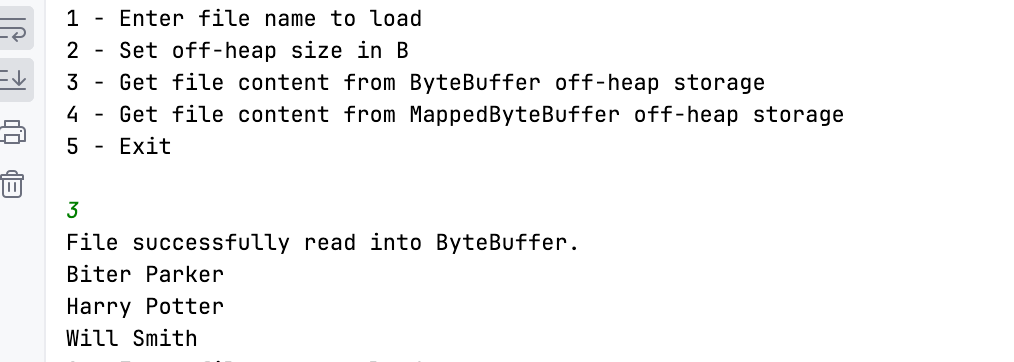 1 - Enter file name to load
2 - Set off-heap size in B
3 - Get file content from ByteBuffer off-heap storage
4 - Get file content from MappedByteBuffer off-heap storage
5 - Exit
3
File successfully read into ByteBuffer.
Biter Parker
Harry Potter
Will Smith